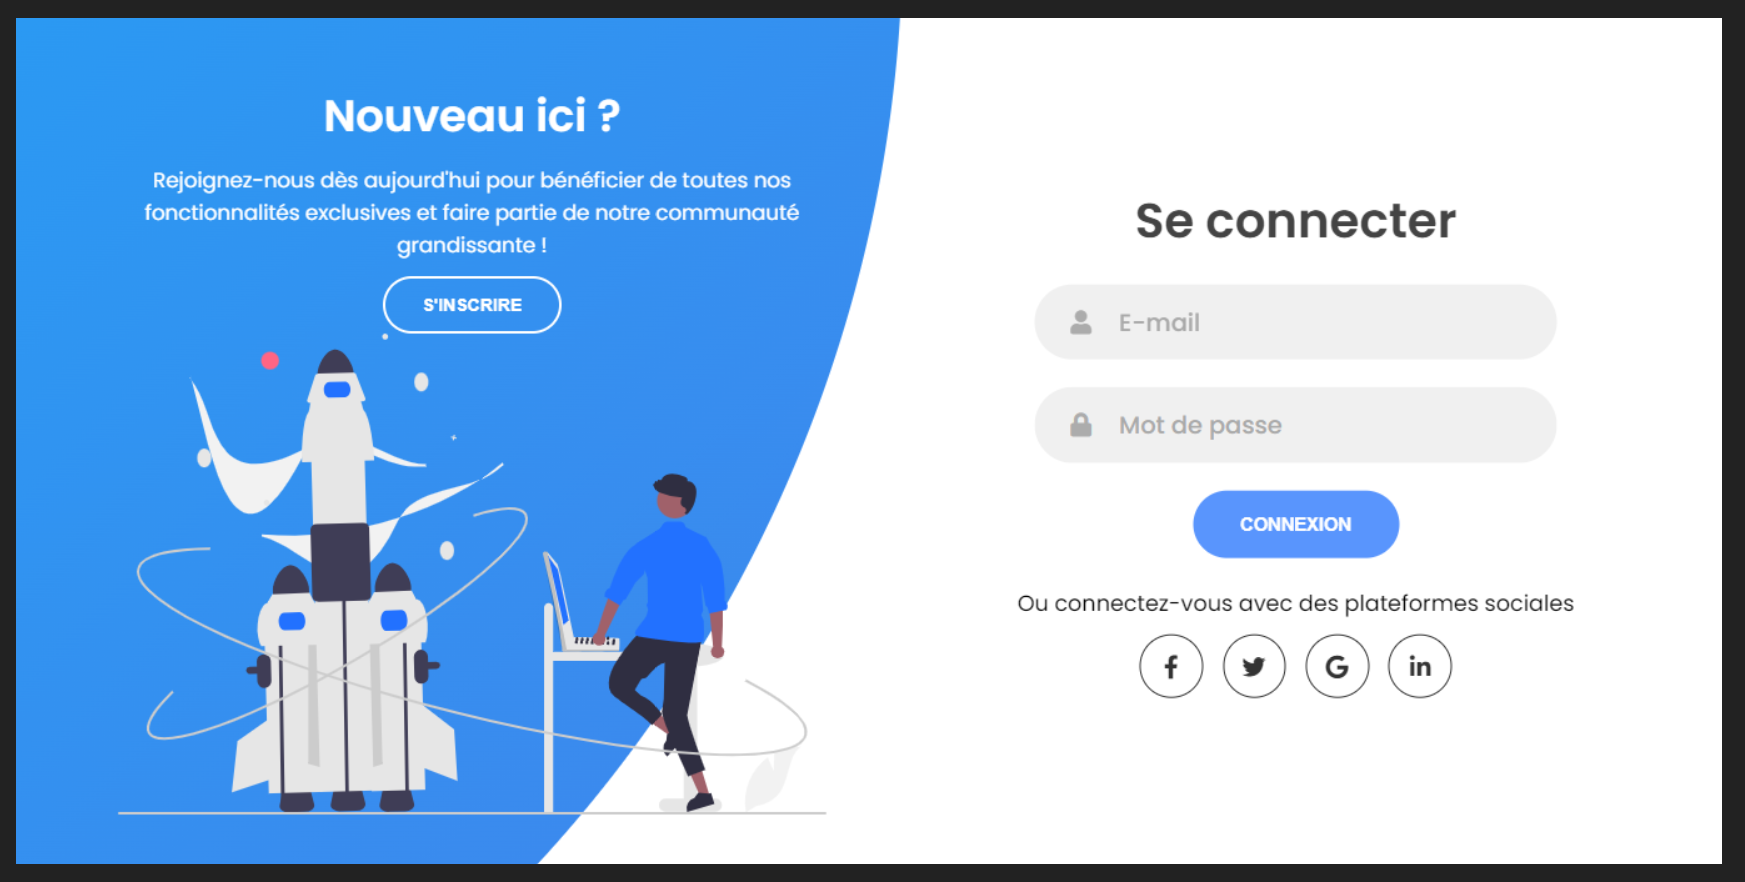 Nouveau ici ?
Rejoignez-nous dès aujourd'hui pour bénéficier de toutes nos
fonctionnalités exclusives et faire partie de notre communauté
grandissante !
S'INSCRIRE
Se connecter
E-mail
Mot de passe
CONNEXION
Ou connectez-vous avec des plateformes sociales